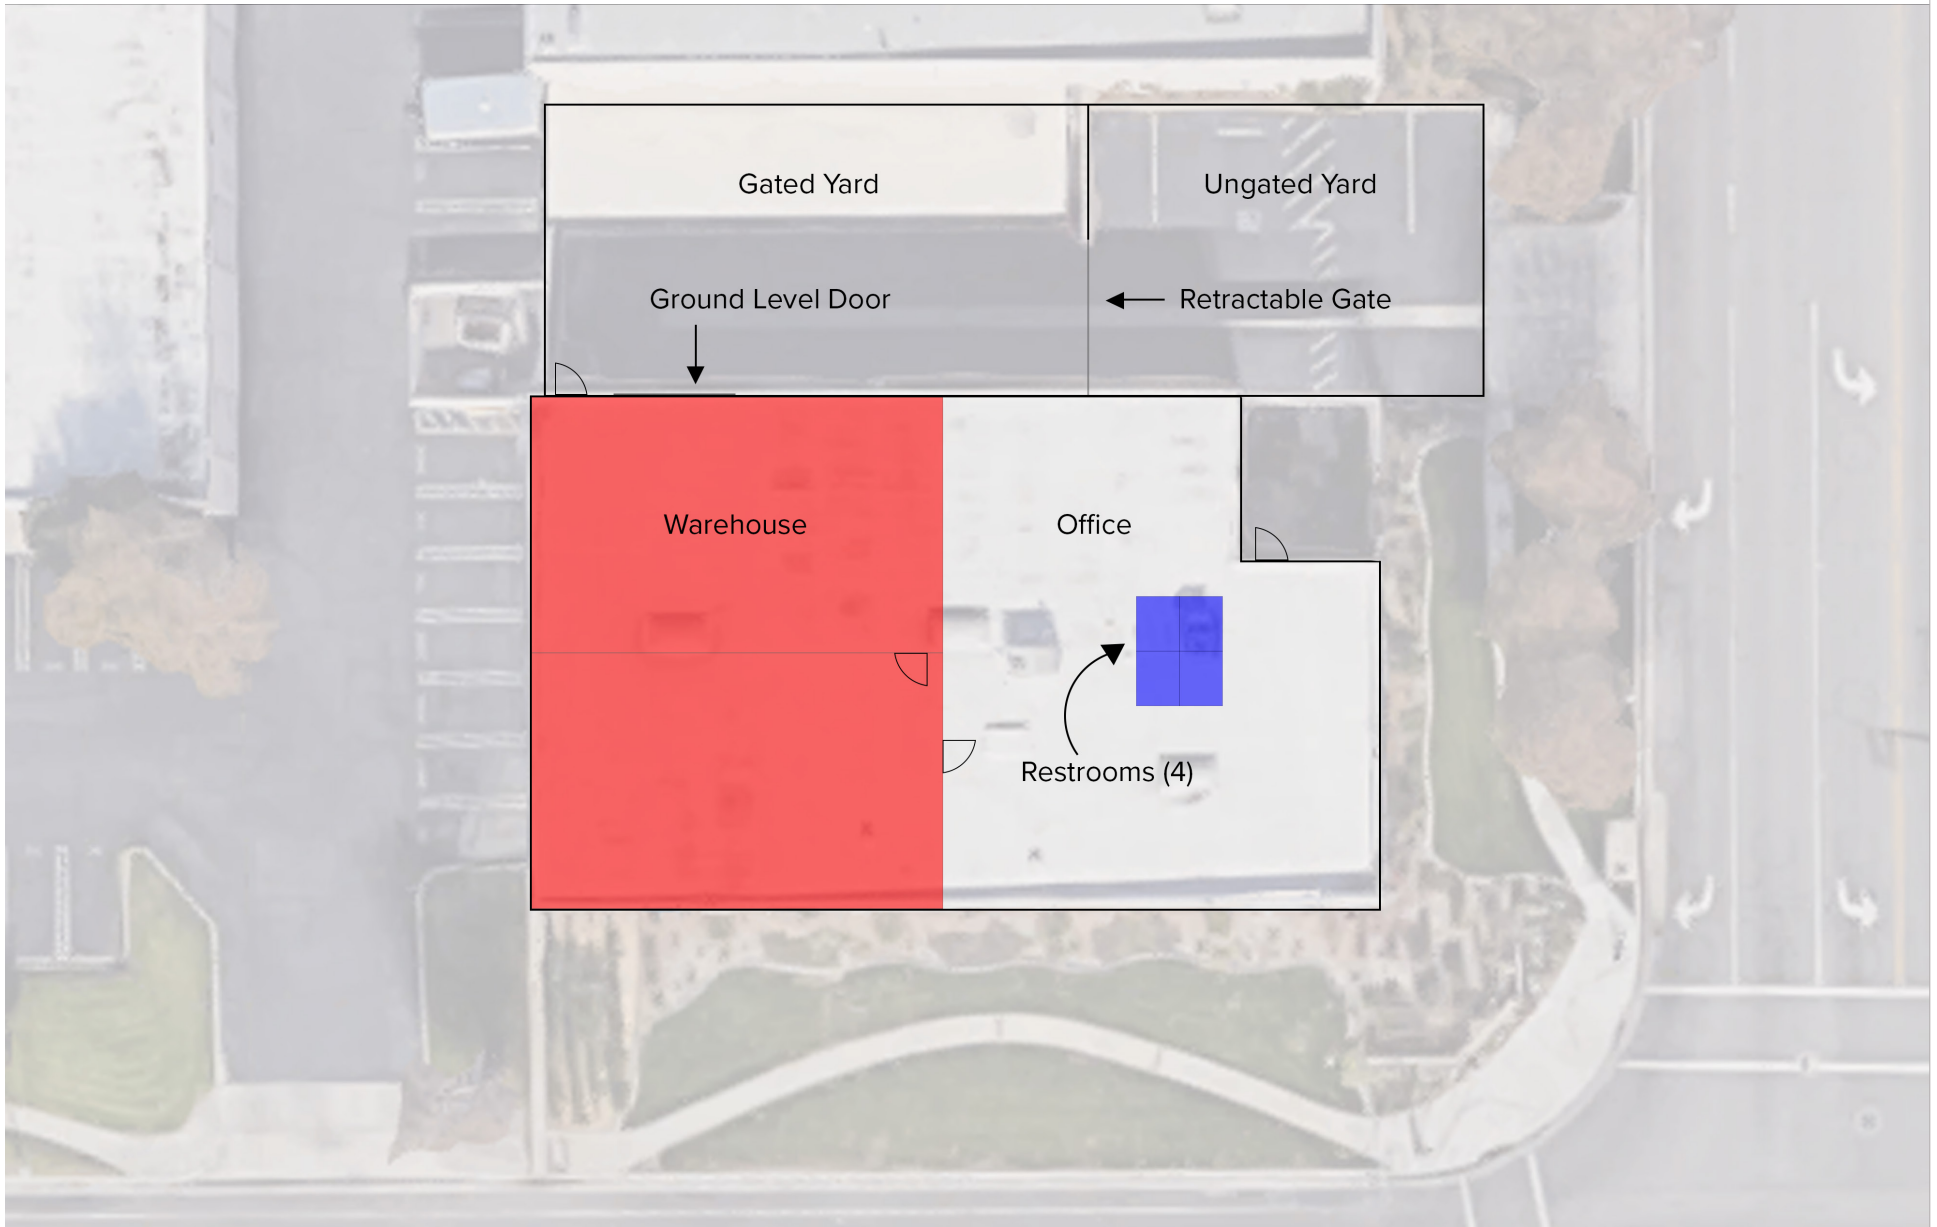 Gated Yard
Ungated Yard
Ground Level Door
Retractable Gate
Warehouse
Office
Restrooms (4)